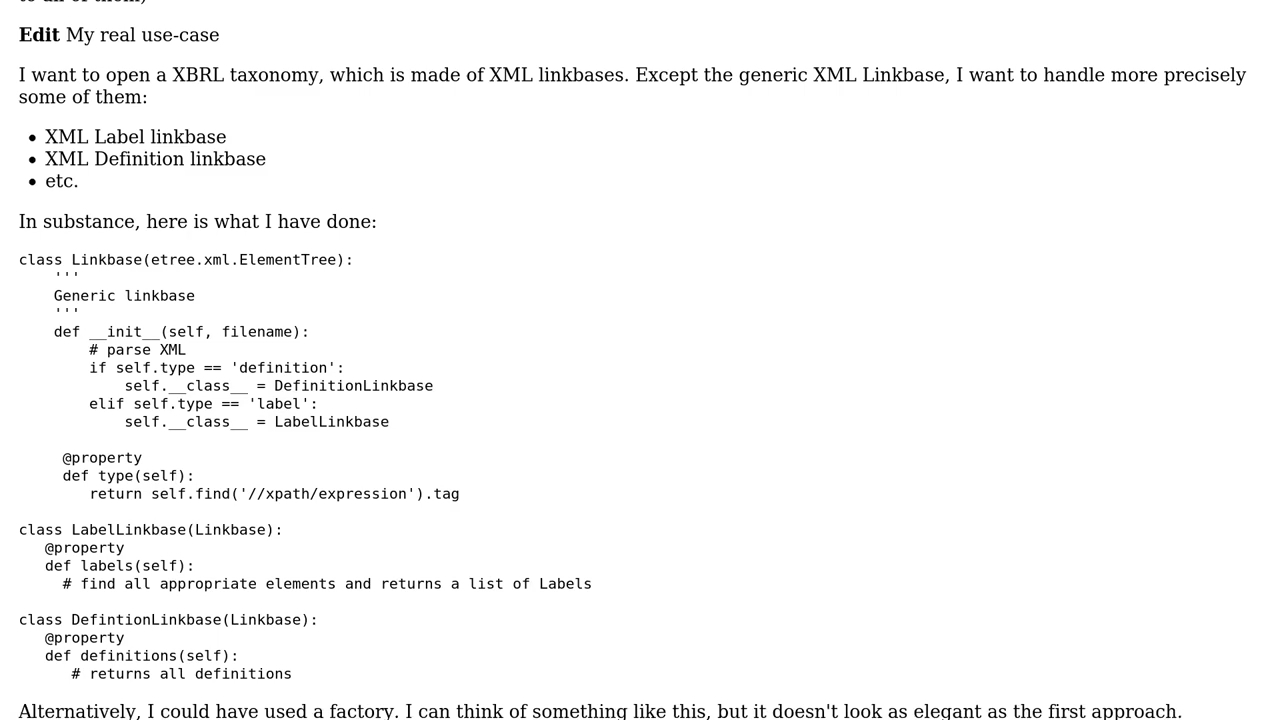 Edit My real use-case
I want to open a XBRL taxonomy, which is made of XML linkbases. Except the generic XML Linkbase, I want to handle more precisely
some of them:
• XML Label linkbase
• XML Definition linkbase
• etc.
In substance, here is what I have done:
class Linkbase(etree.xml.ElementTree):
    '''
    Generic linkbase
    '''
    def __init__(self, filename):
        # parse XML
        if self.type == 'definition':
            self.__class__ = DefinitionLinkbase
        elif self.type == 'label':
            self.__class__ = LabelLinkbase
     @property
     def type(self):
        return self.find('//xpath/expression').tag
class LabelLinkbase(Linkbase):
   @property
   def labels(self):
     # find all appropriate elements and returns a list of Labels
class DefintionLinkbase(Linkbase):
   @property
   def definitions(self):
      # returns all definitions
Alternatively, I could have used a factory. I can think of something like this, but it doesn't look as elegant as the first approach.